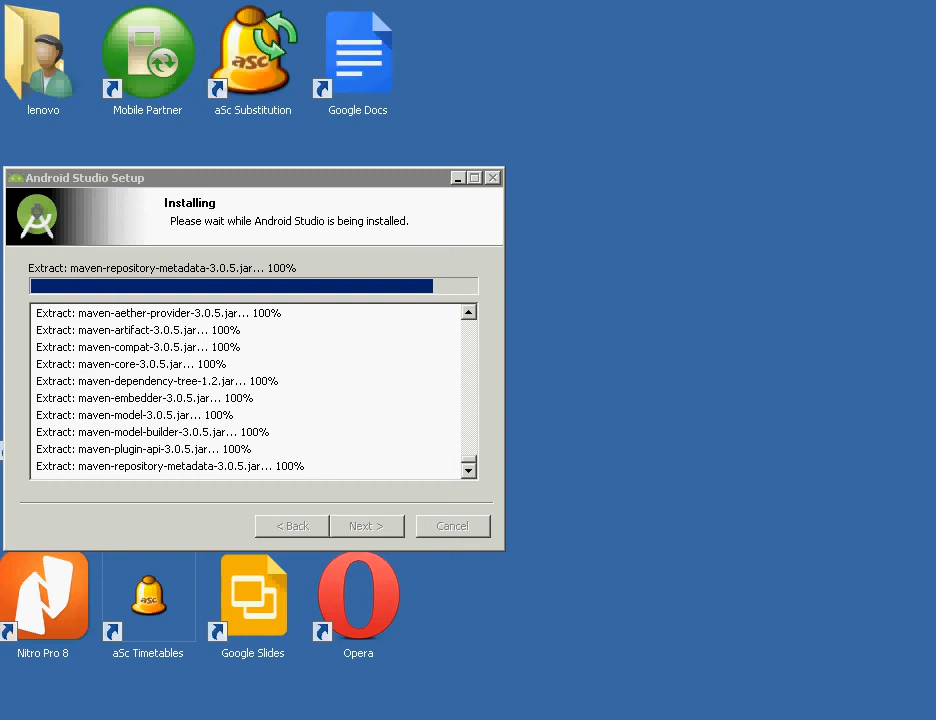 lenovo
Mobile Partner
aSc Substitution
Google Docs
Android Studio Setup
Installing
Please wait while Android Studio is being installed.
Extract: maven-repository-metadata-3.0.5.jar... 100%
Extract: maven-aether-provider-3.0.5.jar... 100%
Extract: maven-artifact-3.0.5.jar... 100%
Extract: maven-compat-3.0.5.jar... 100%
Extract: maven-core-3.0.5.jar... 100%
Extract: maven-dependency-tree-1.2.jar... 100%
Extract: maven-embedder-3.0.5.jar... 100%
Extract: maven-model-3.0.5.jar... 100%
Extract: maven-model-builder-3.0.5.jar... 100%
Extract: maven-plugin-api-3.0.5.jar... 100%
Extract: maven-repository-metadata-3.0.5.jar... 100%
< Back
Next >
Cancel
asc
asc
Nitro Pro 8
aSc Timetables
Google Slides
Opera